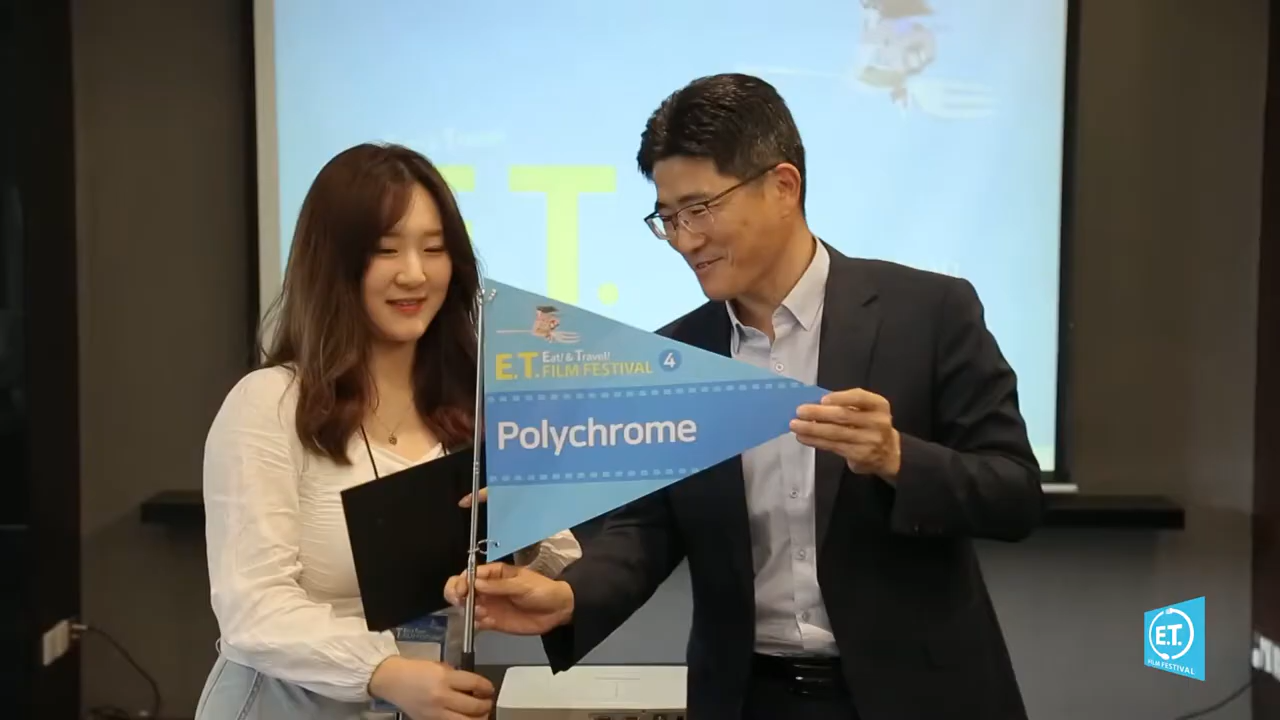 T.
E.T. Eat! & Travel! FILM FESTIVAL 4
Polychrome
E.T.
FILM FESTIVAL